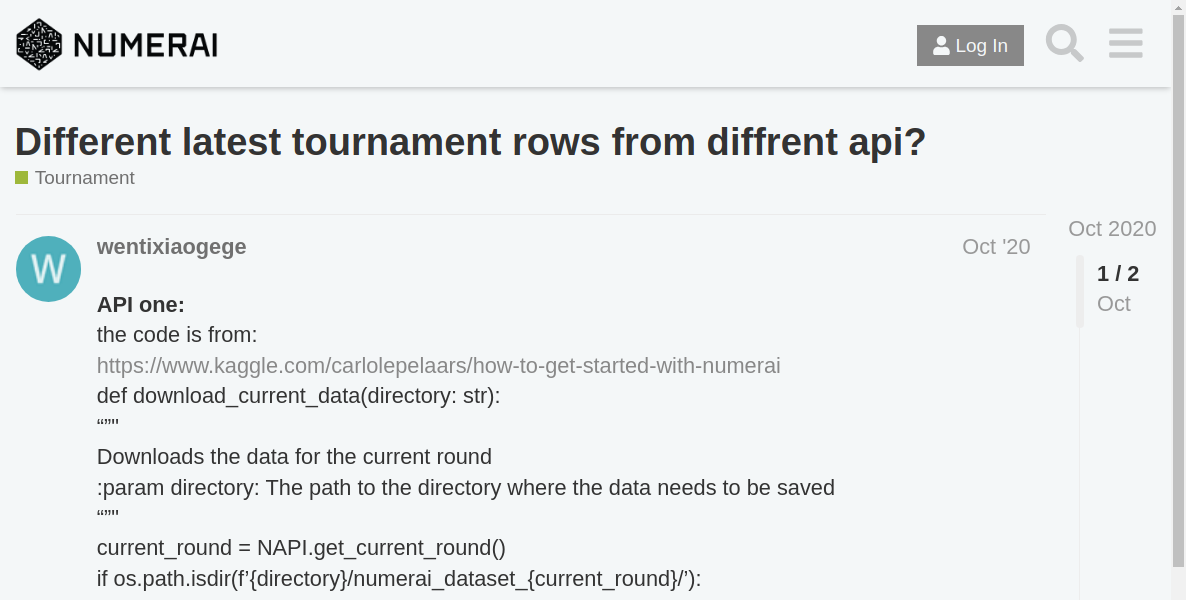 NUMERAI
Log In
Different latest tournament rows from diffrent api?
Tournament
Oct 2020
W
wentixiaogege
Oct '20
1 / 2
Oct
API one:
the code is from:
https://www.kaggle.com/carlolepelaars/how-to-get-started-with-numerai
def download_current_data(directory: str):
“”"
Downloads the data for the current round
:param directory: The path to the directory where the data needs to be saved
“”"
current_round = NAPI.get_current_round()
if os.path.isdir(f’{directory}/numerai_dataset_{current_round}/’):